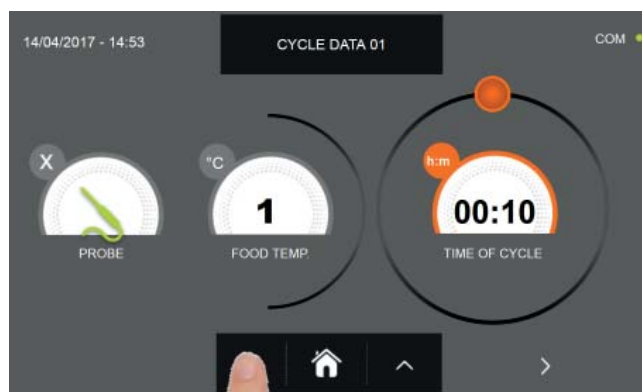 14/04/2017 - 14:53
CYCLE DATA 01
COM
X
°C
h:m
1
00:10
PROBE
FOOD TEMP.
TIME OF CYCLE